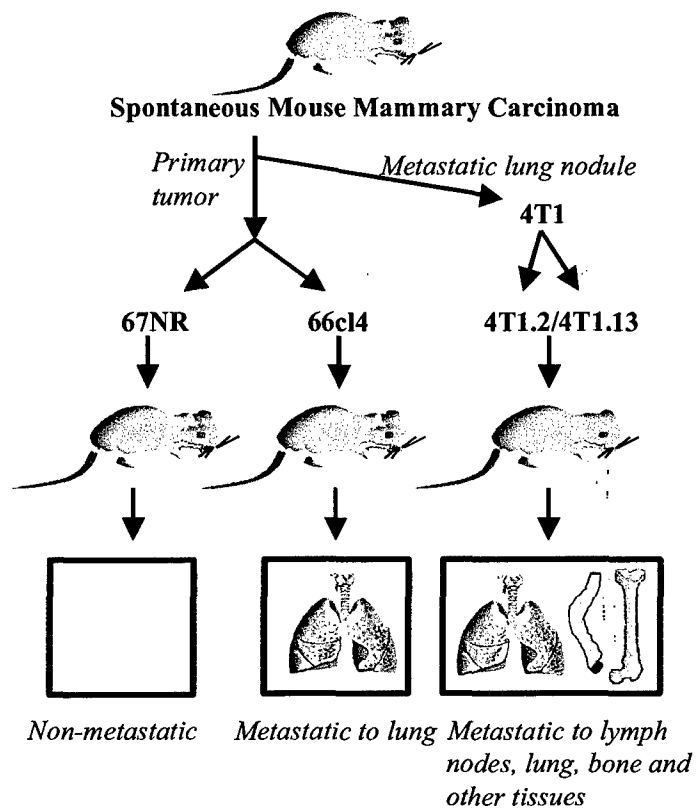 Spontaneous Mouse Mammary Carcinoma
Primary
tumor
Metastatic lung nodule
4T1
67NR
66cl4
4T1.2/4T1.13
Non-metastatic
Metastatic to lung
Metastatic to lymph
nodes, lung, bone and
other tissues